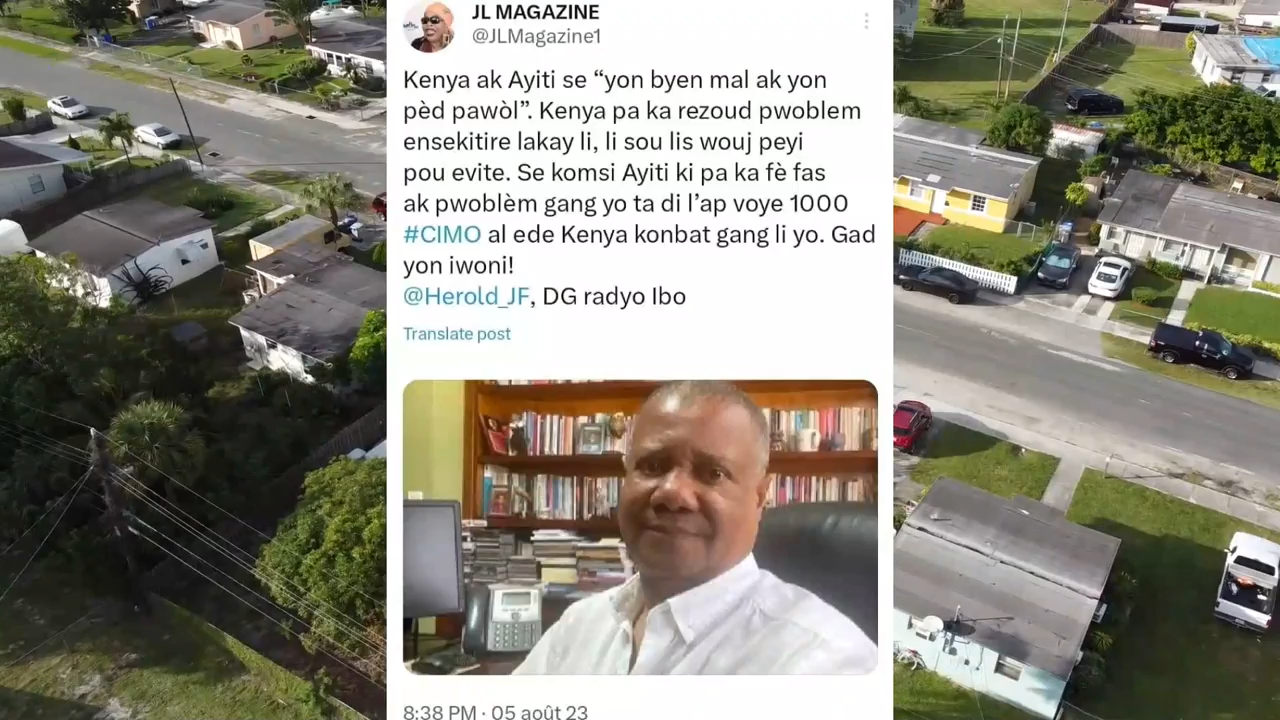 JL MAGAZINE
@JLMagazine1
Kenya ak Ayiti se “yon byen mal ak yon
pèd pawòl”. Kenya pa ka rezoud pwoblem
ensekitire lakay li, li sou lis wouj peyi
pou evite. Se komsi Ayiti ki pa ka fè fas
ak pwoblèm gang yo ta di l’ap voye 1000
#CIMO al ede Kenya konbat gang li yo. Gad
yon iwoni!
@Herold_JF, DG radyo Ibo
Translate post
8:38 PM · 05 août 23